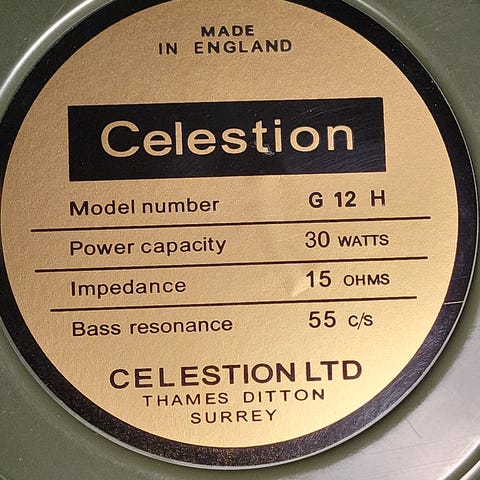 MADE
IN ENGLAND
Celestion
Model number G 12 H
Power capacity 30 WATTS
Impedance 15 OHMS
Bass resonance 55 c/s
CELESTION LTD
THAMES DITTON
SURREY